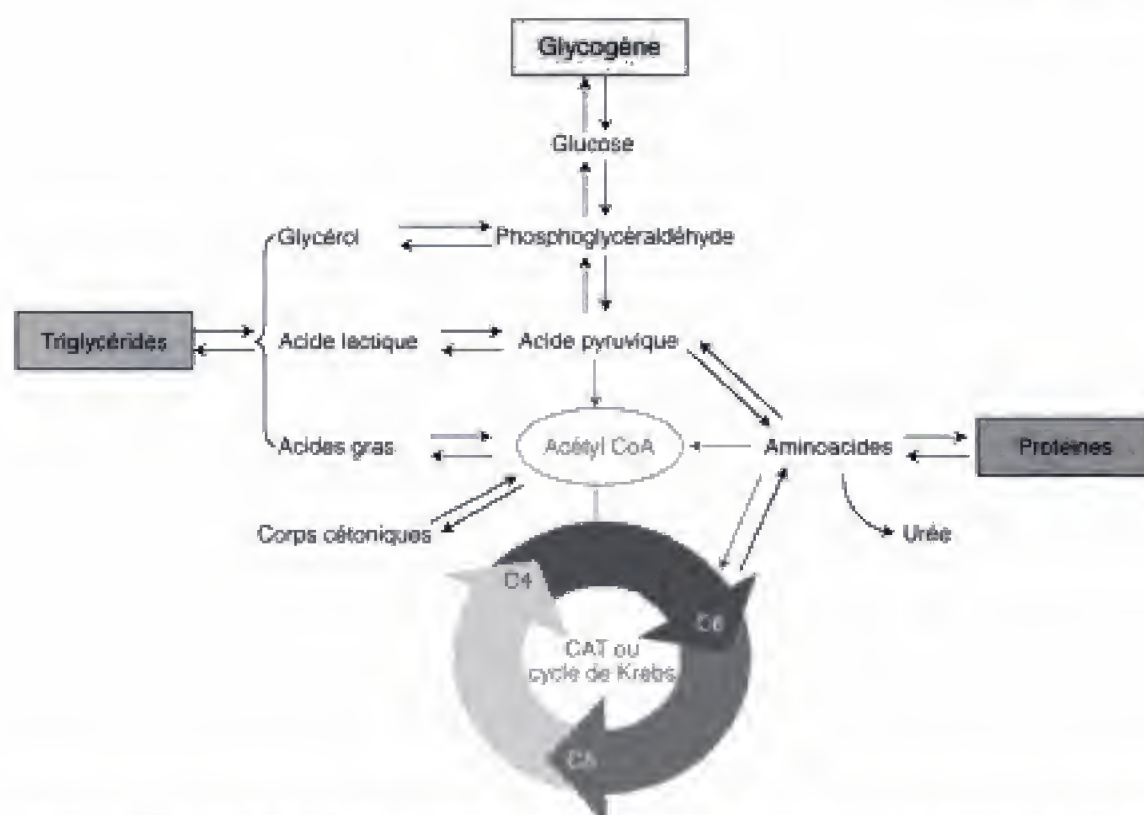 Glycogène
Glucose
Glycérol
Phosphoglycéraldéhyde
Triglycérides
Acide lactique
Acide pyruvique
Acides gras
Acétyl CoA
Aminoacides
Protéines
Corps cétoniques
Urée
C4
C6
CAT ou
cycle de Krebs
C5